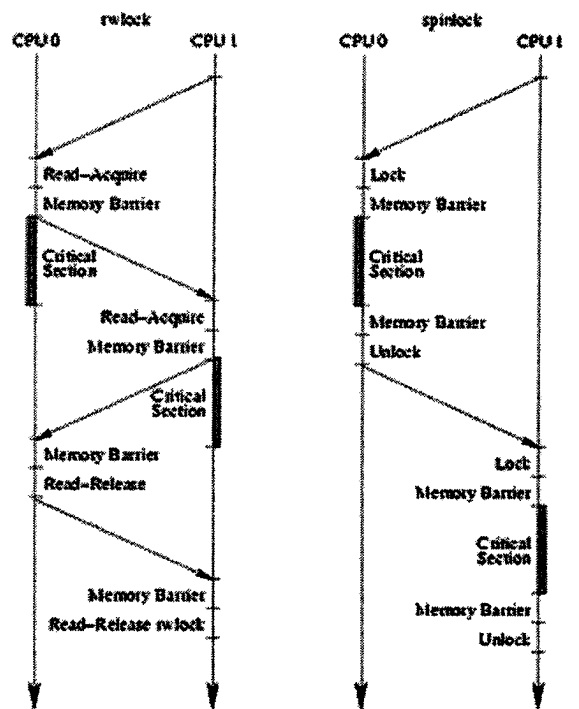 rwlock
CPU 0
CPU 1
Read–Acquire
Memory Barrier
Critical
Section
Read–Acquire
Memory Barrier
Critical
Section
Memory Barrier
Read–Release
Memory Barrier
Read–Release rwlock
spinlock
CPU 0
CPU 1
Lock
Memory Barrier
Critical
Section
Memory Barrier
Unlock
Lock
Memory Barrier
Critical
Section
Memory Barrier
Unlock